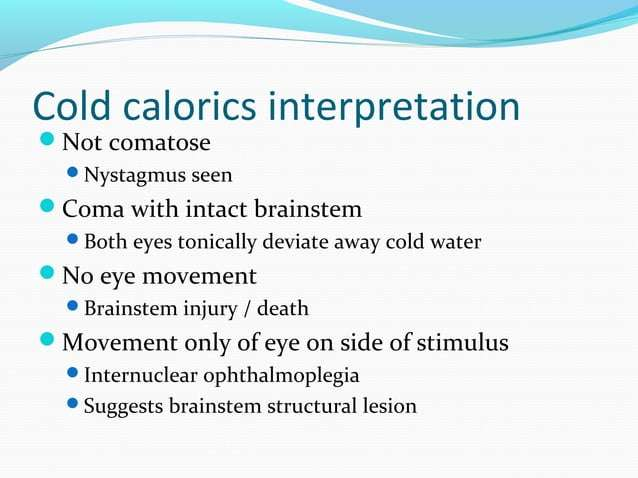 Cold calorics interpretation
Not comatose
Nystagmus seen
Coma with intact brainstem
Both eyes tonically deviate away cold water
No eye movement
Brainstem injury / death
Movement only of eye on side of stimulus
Internuclear ophthalmoplegia
Suggests brainstem structural lesion